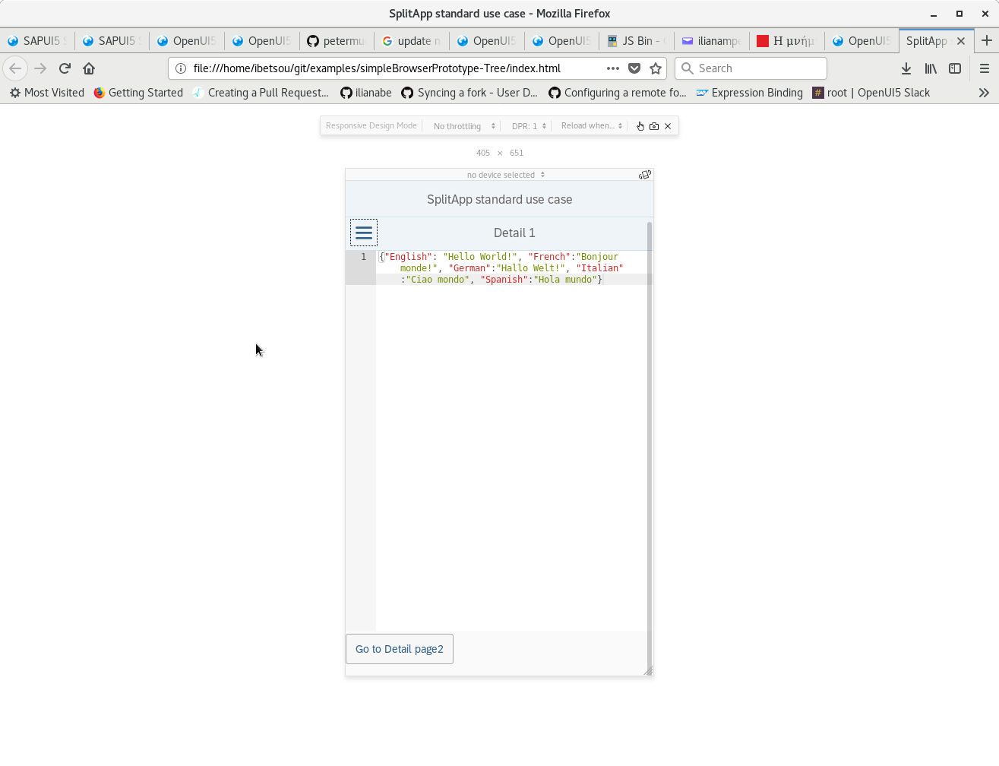 SplitApp standard use case - Mozilla Firefox
SAPUI5 SAPUI5 OpenUI5 OpenUI5 petermu update OpenUI5 OpenUI5 JS Bin - ilianampe Η μνήμ OpenUI5 SplitApp
file:///home/ibetsou/git/examples/simpleBrowserPrototype-Tree/index.html Search
Most Visited Getting Started Creating a Pull Request... ilianabe Syncing a fork - User D... Configuring a remote fo... Expression Binding root | OpenUI5 Slack
Responsive Design Mode No throttling DPR: 1 Reload when...
405 × 651
no device selected
SplitApp standard use case
Detail 1
1 {"English": "Hello World!", "French":"Bonjour
monde!", "German":"Hallo Welt!", "Italian"
:"Ciao mondo", "Spanish":"Hola mundo"}
Go to Detail page2